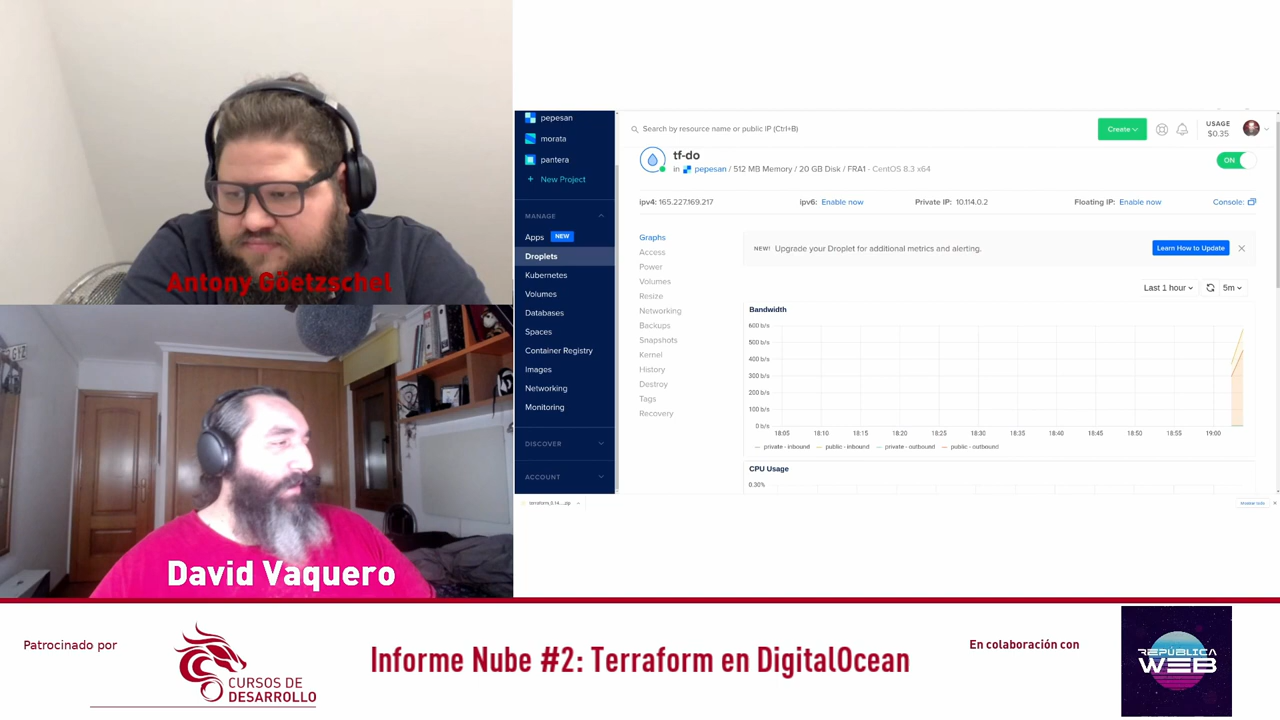 Antony Göetzschel
David Vaquero
pepesan
morata
pantera
+ New Project
MANAGE
Apps NEW
Droplets
Kubernetes
Volumes
Databases
Spaces
Container Registry
Images
Networking
Monitoring
DISCOVER
ACCOUNT
Search by resource name or public IP (Ctrl+B)
Create
USAGE
$0.35
tf-do
in pepesan / 512 MB Memory / 20 GB Disk / FRA1 - CentOS 8.3 x64
ON
ipv4: 165.227.169.217 ipv6: Enable now Private IP: 10.114.0.2 Floating IP: Enable now Console:
Graphs
Access
Power
Volumes
Resize
Networking
Backups
Snapshots
Kernel
History
Destroy
Tags
Recovery
NEW! Upgrade your Droplet for additional metrics and alerting. Learn How to Update
Last 1 hour 5m
Bandwidth
600 b/s
500 b/s
400 b/s
300 b/s
200 b/s
100 b/s
0 b/s
18:05 18:10 18:15 18:20 18:25 18:30 18:35 18:40 18:45 18:50 18:55 19:00
private - inbound public - inbound private - outbound public - outbound
CPU Usage
0.30%
Patrocinado por
CURSOS DE
DESARROLLO
Informe Nube #2: Terraform en DigitalOcean
En colaboración con
REPÚBLICA
WEB